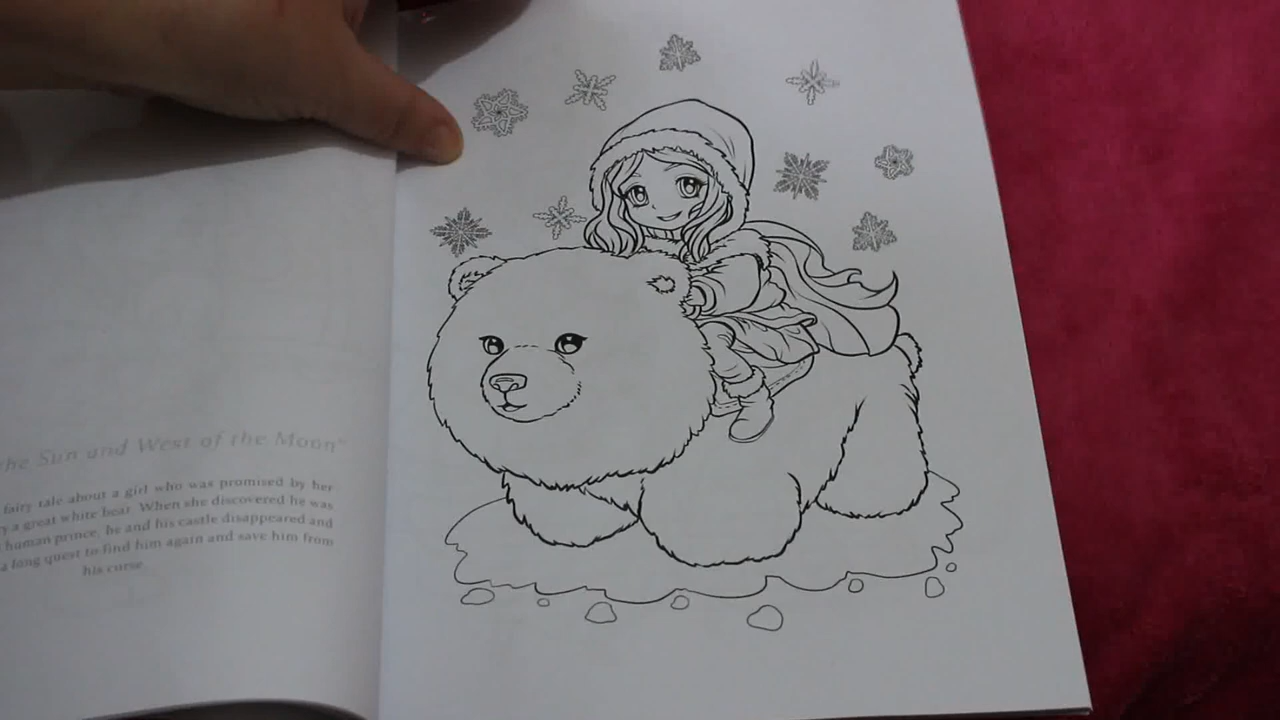 he Sun and West of the Moon"
fairy tale about a girl who was promised by her
a great white bear. When she discovered he was
human prince, he and his castle disappeared and
a long quest to find him again and save him from
his curse.